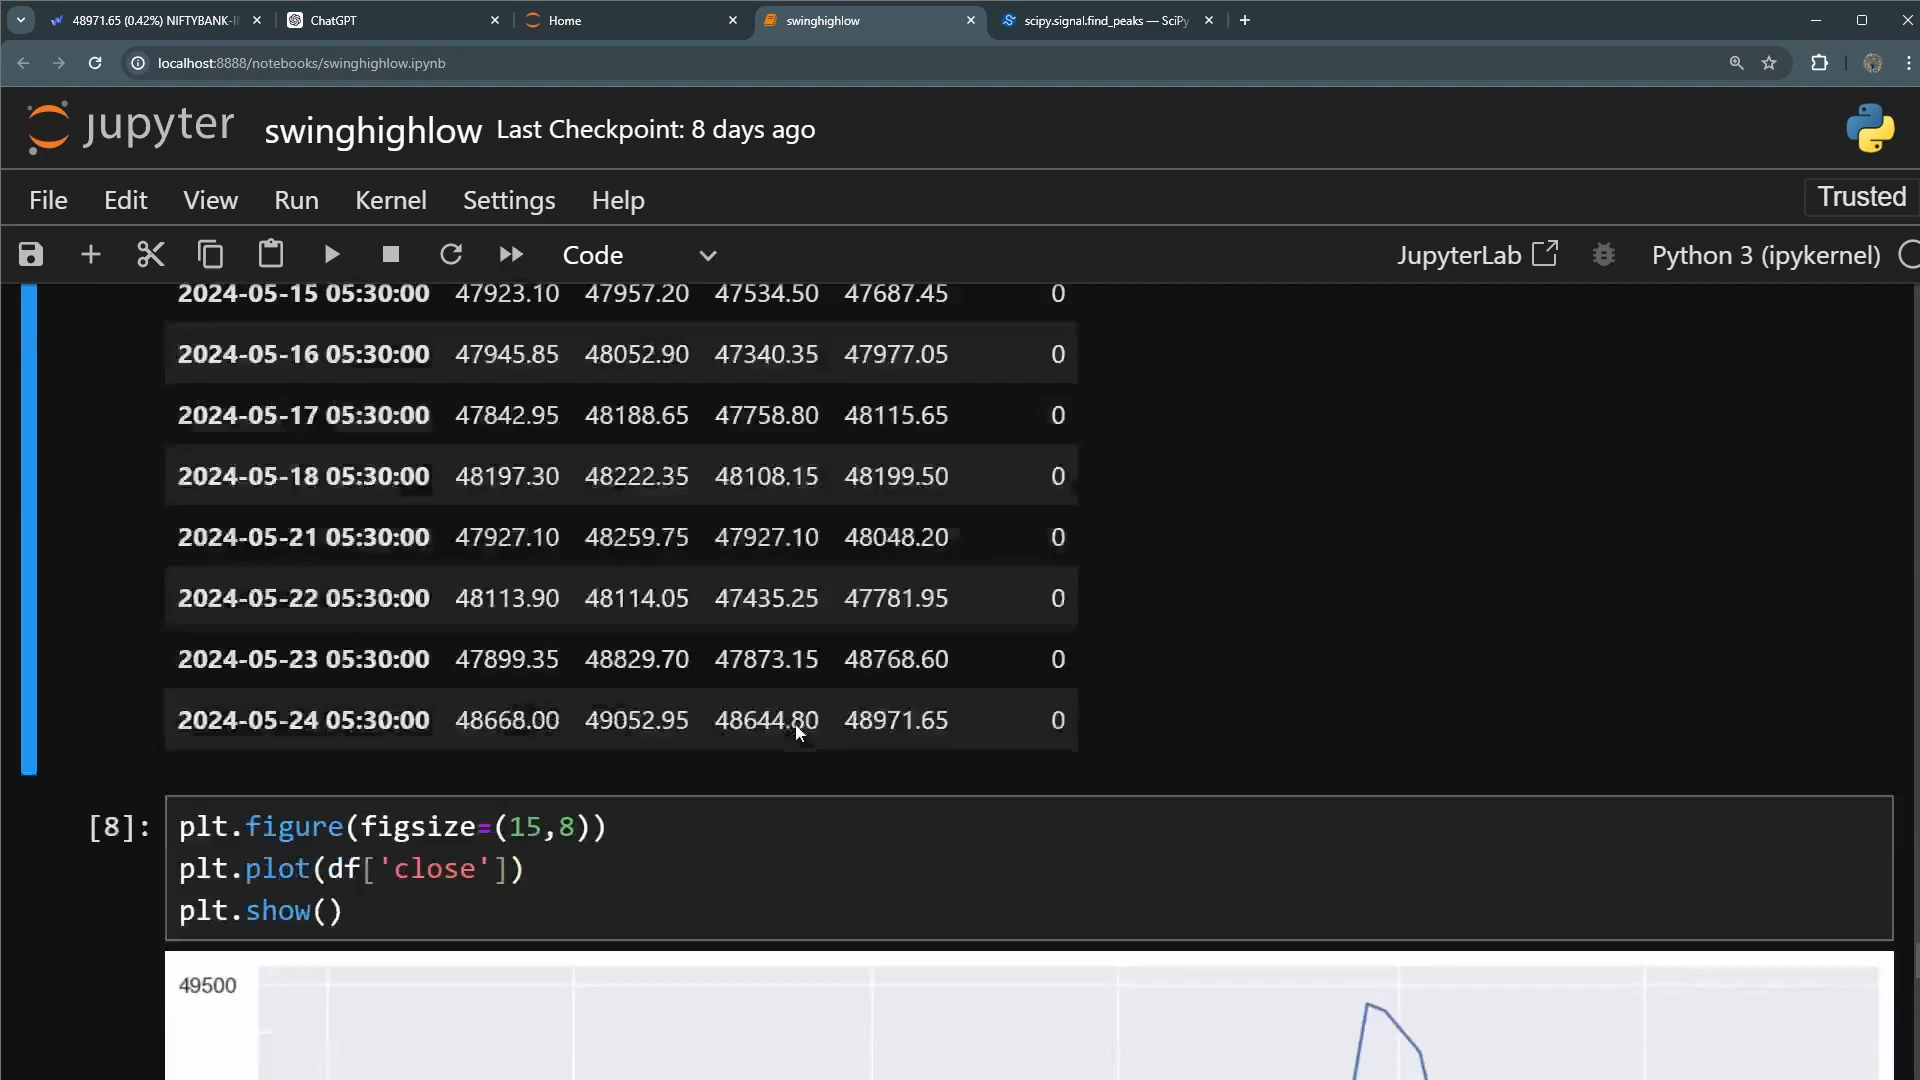 48971.65 (0.42%) NIFTYBANK-I
ChatGPT
Home
swinghighlow
scipy.signal.find_peaks — SciPy
localhost:8888/notebooks/swinghighlow.ipynb
jupyter swinghighlow Last Checkpoint: 8 days ago
File Edit View Run Kernel Settings Help Trusted
Code JupyterLab Python 3 (ipykernel)
2024-05-15 05:30:00 47923.10 47957.20 47534.50 47687.45 0
2024-05-16 05:30:00 47945.85 48052.90 47340.35 47977.05 0
2024-05-17 05:30:00 47842.95 48188.65 47758.80 48115.65 0
2024-05-18 05:30:00 48197.30 48222.35 48108.15 48199.50 0
2024-05-21 05:30:00 47927.10 48259.75 47927.10 48048.20 0
2024-05-22 05:30:00 48113.90 48114.05 47435.25 47781.95 0
2024-05-23 05:30:00 47899.35 48829.70 47873.15 48768.60 0
2024-05-24 05:30:00 48668.00 49052.95 48644.80 48971.65 0
[8]: plt.figure(figsize=(15,8))
plt.plot(df['close'])
plt.show()
49500